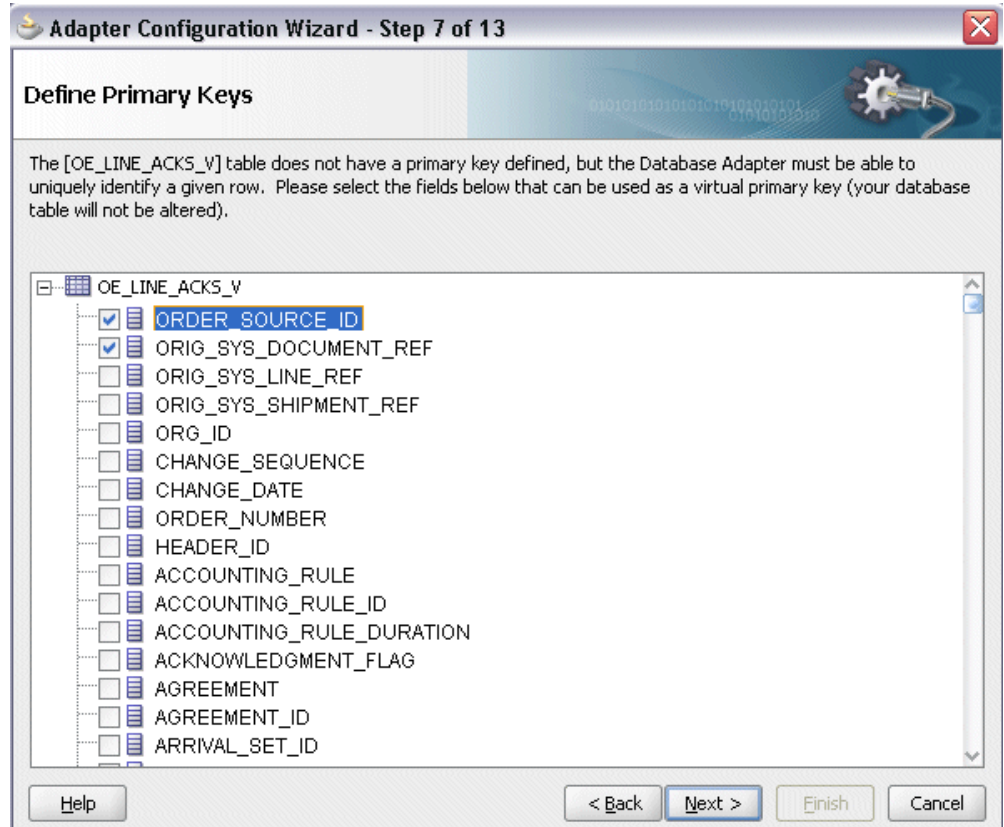 Adapter Configuration Wizard - Step 7 of 13
Define Primary Keys
The [OE_LINE_ACKS_V] table does not have a primary key defined, but the Database Adapter must be able to
uniquely identify a given row. Please select the fields below that can be used as a virtual primary key (your database
table will not be altered).
OE_LINE_ACKS_V
ORDER_SOURCE_ID
ORIG_SYS_DOCUMENT_REF
ORIG_SYS_LINE_REF
ORIG_SYS_SHIPMENT_REF
ORG_ID
CHANGE_SEQUENCE
CHANGE_DATE
ORDER_NUMBER
HEADER_ID
ACCOUNTING_RULE
ACCOUNTING_RULE_ID
ACCOUNTING_RULE_DURATION
ACKNOWLEDGMENT_FLAG
AGREEMENT
AGREEMENT_ID
ARRIVAL_SET_ID
Help < Back Next > Finish Cancel